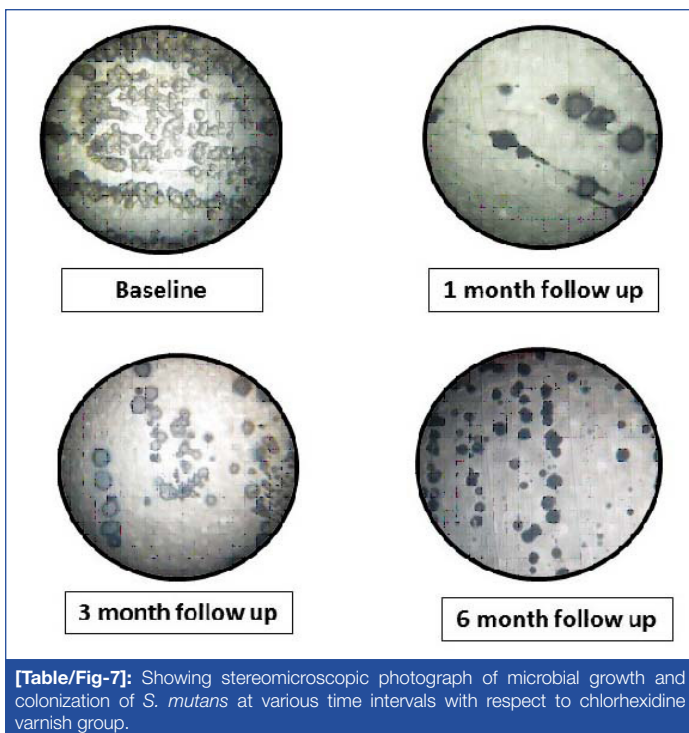 Baseline
1 month follow up
3 month follow up
6 month follow up
[Table/Fig-7]: Showing stereomicroscopic photograph of microbial growth and
colonization of S. mutans at various time intervals with respect to chlorhexidine
varnish group.